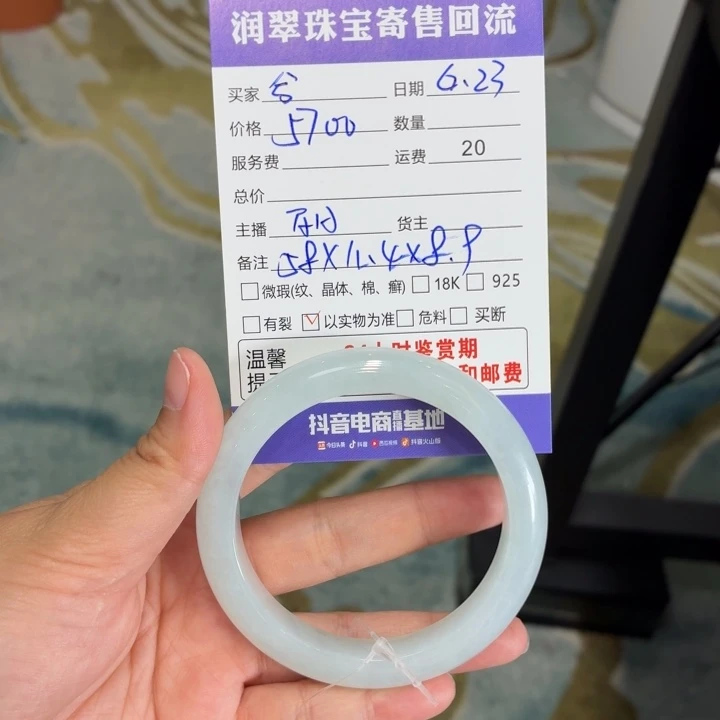 润翠珠宝寄售回流
买家 日期 6.23
价格 5700 数量
服务费 运费 20
总价
主播 货主
备注 58X11.4X8.9
微瑕(纹、晶体、棉、癣) 18K 925
有裂 以实物为准 危料 买断
温馨 小时鉴赏期
和邮费
抖音电商直播基地
今日头条 抖音 西瓜视频 抖音火山版